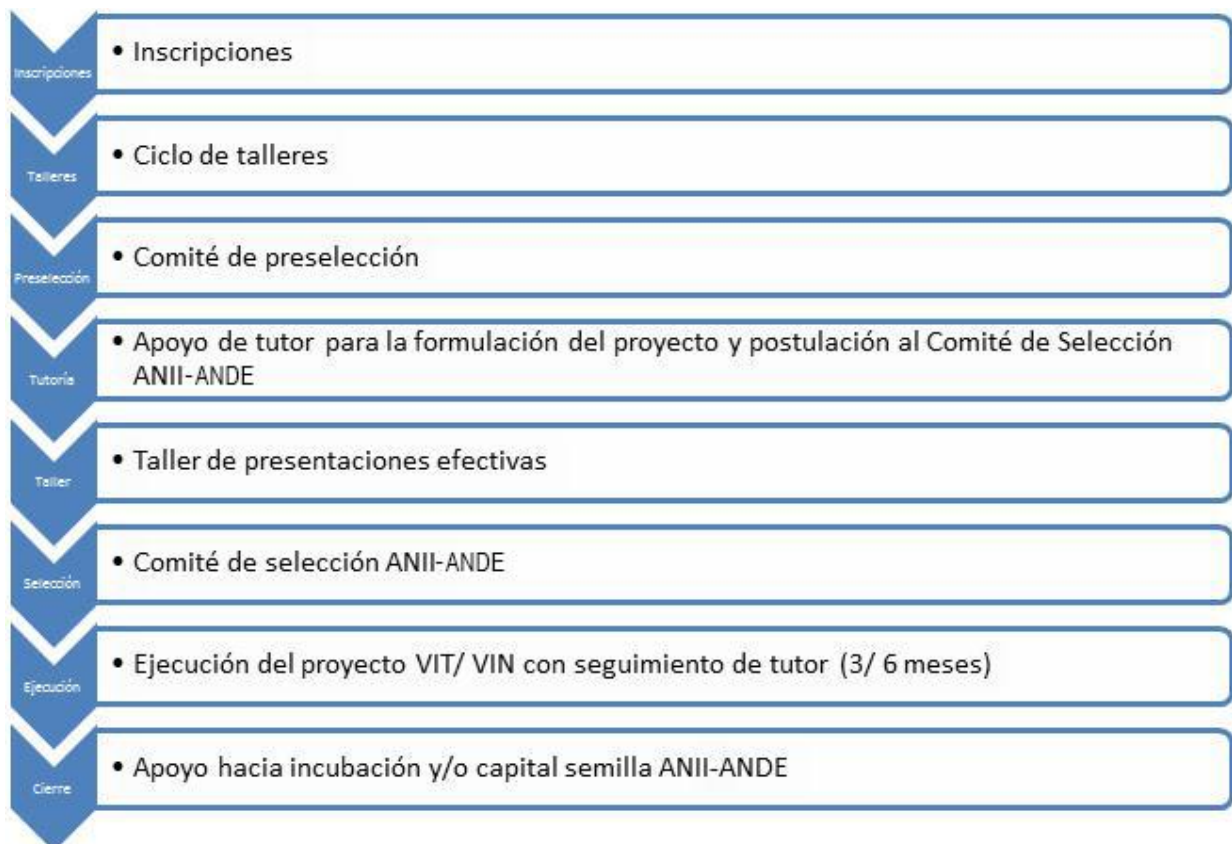 Inscripciones
• Inscripciones
Talleres
• Ciclo de talleres
Preselección
• Comité de preselección
Tutoría
• Apoyo de tutor para la formulación del proyecto y postulación al Comité de Selección
ANII-ANDE
Taller
• Taller de presentaciones efectivas
Selección
• Comité de selección ANII-ANDE
Ejecución
• Ejecución del proyecto VIT/ VIN con seguimiento de tutor (3/ 6 meses)
Cierre
• Apoyo hacia incubación y/o capital semilla ANII-ANDE